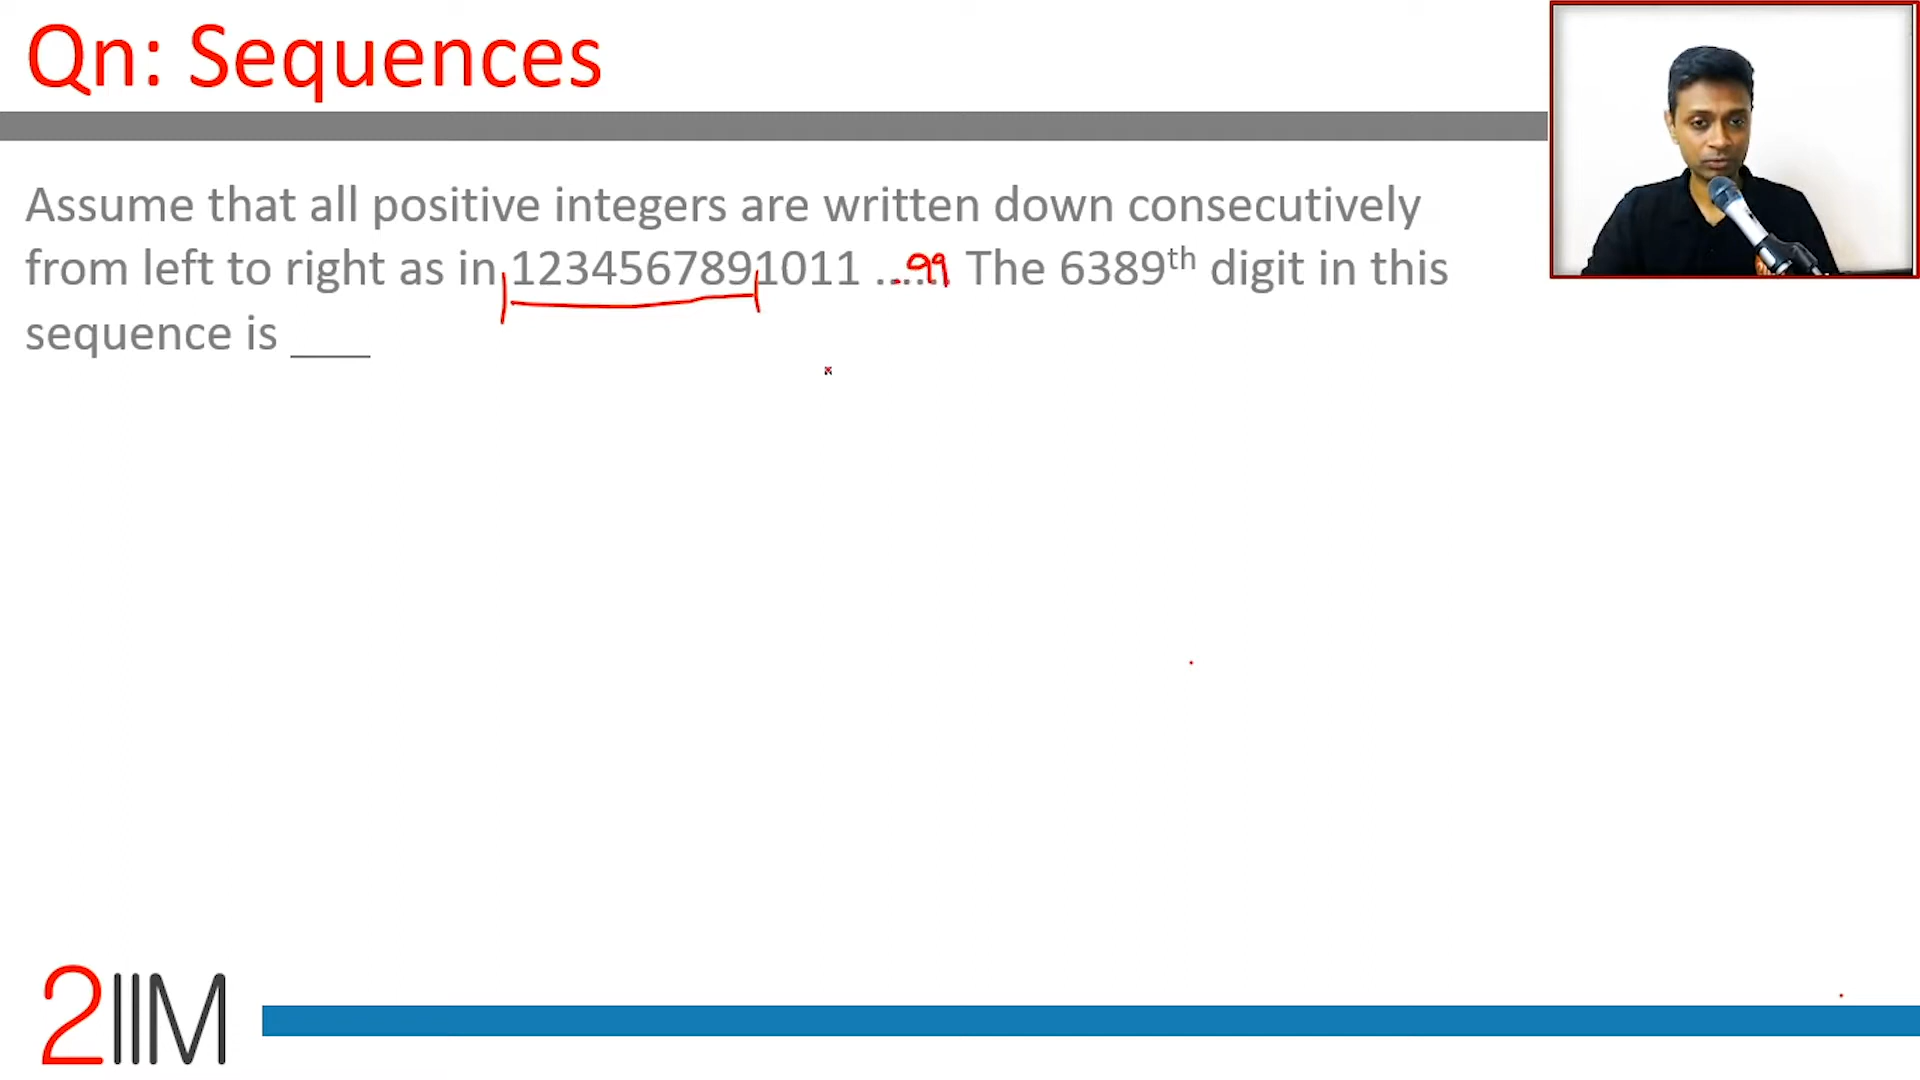 Qn: Sequences
Assume that all positive integers are written down consecutively
from left to right as in 1234567891011 ......99 The 6389th digit in this
sequence is ____
2IIM